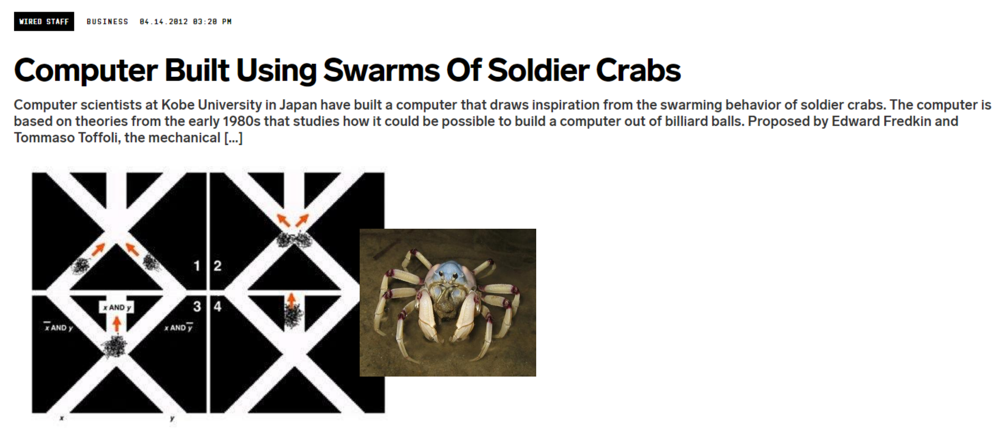 WIRED STAFF BUSINESS 04.14.2012 03:20 PM
Computer Built Using Swarms Of Soldier Crabs
Computer scientists at Kobe University in Japan have built a computer that draws inspiration from the swarming behavior of soldier crabs. The computer is
based on theories from the early 1980s that studies how it could be possible to build a computer out of billiard balls. Proposed by Edward Fredkin and
Tommaso Toffoli, the mechanical [...]
1 2
3 4
x AND y
x̅ AND y
x AND y̅
x
y